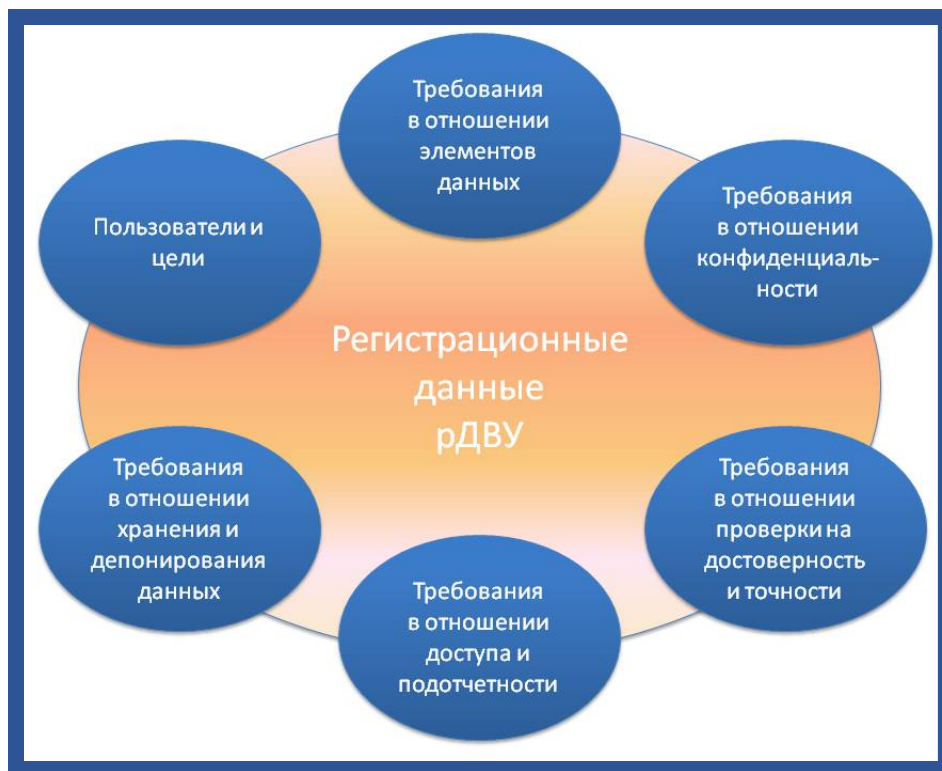 Требования
в отношении
элементов
данных
Пользователи и
цели
Требования
в отношении
конфиденциаль-
ности
Регистрационные
данные
рДВУ
Требования
в отношении
хранения и
депонирования
данных
Требования
в отношении
проверки на
достоверность
и точности
Требования
в отношении
доступа и
подотчетности